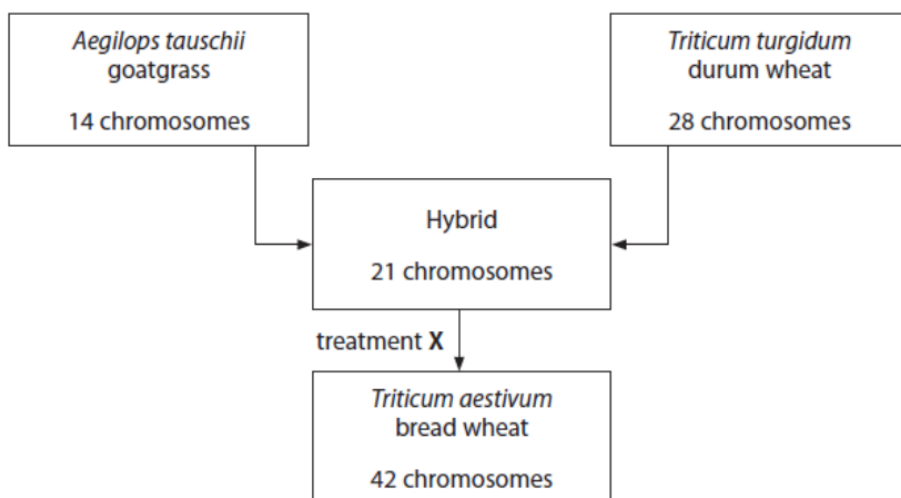 Aegilops tauschii
goatgrass
14 chromosomes
Triticum turgidum
durum wheat
28 chromosomes
Hybrid
21 chromosomes
treatment X
Triticum aestivum
bread wheat
42 chromosomes